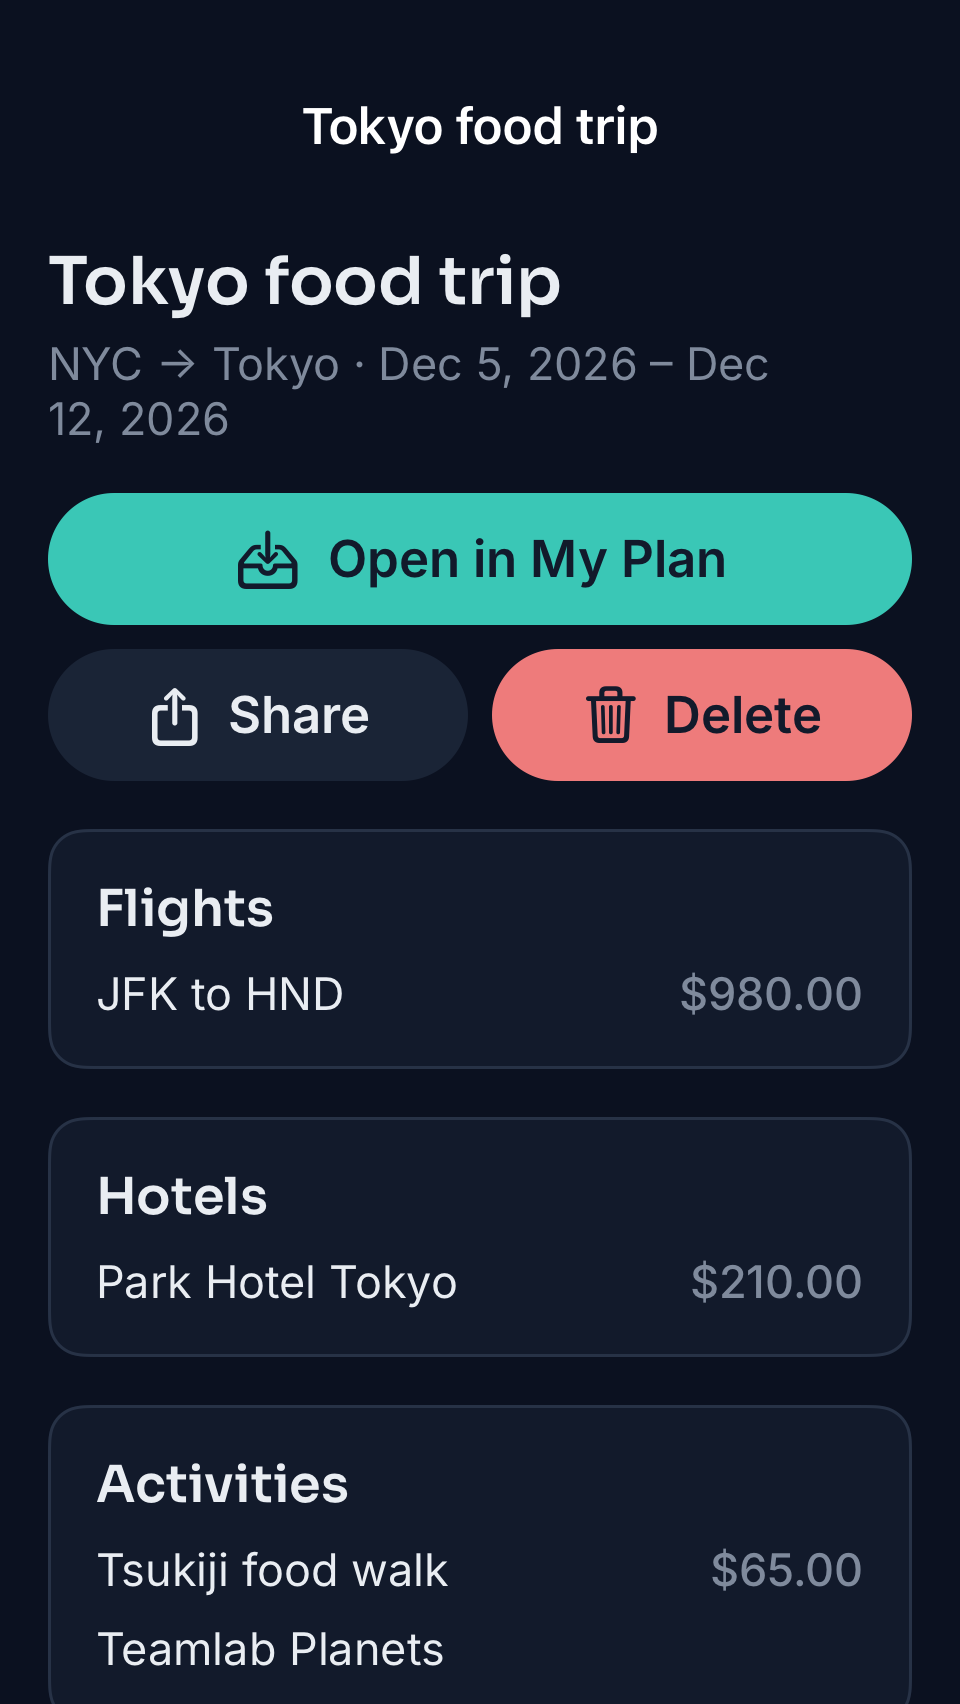 Tokyo food trip
Tokyo food trip
NYC → Tokyo · Dec 5, 2026 – Dec
12, 2026
Open in My Plan
Share
Delete
Flights
JFK to HND $980.00
Hotels
Park Hotel Tokyo $210.00
Activities
Tsukiji food walk $65.00
Teamlab Planets